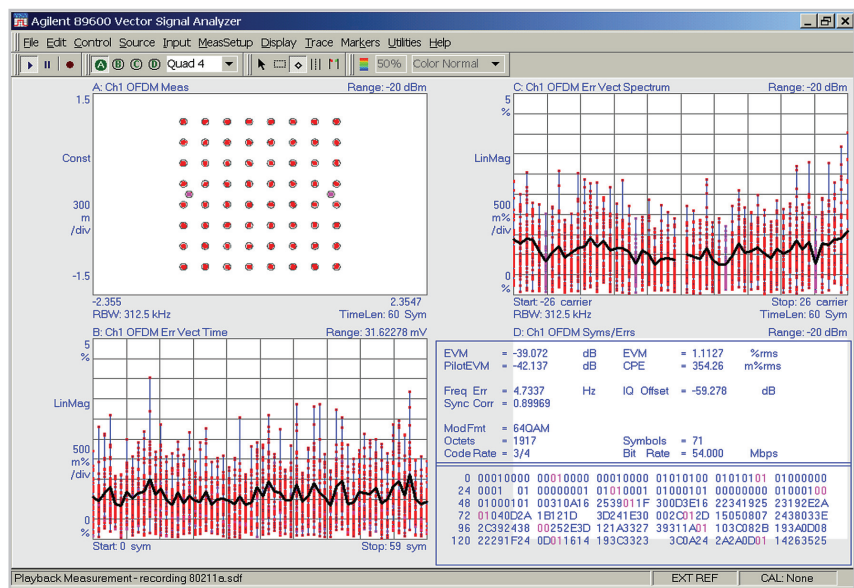 Agilent 89600 Vector Signal Analyzer
File Edit Control Source Input MeasSetup Display Trace Markers Utilities Help
A B C D Quad 4 50% Color Normal
A: Ch1 OFDM Meas Range: -20 dBm
1.5
Const
300
m
/div
-1.5
-2.355 2.3547
RBW: 312.5 kHz TimeLen: 60 Sym
C: Ch1 OFDM Err Vect Spectrum Range: -20 dBm
5
%
LinMag
500
m%
/div
0
%
Start: -26 carrier Stop: 26 carrier
RBW: 312.5 kHz TimeLen: 60 Sym
B: Ch1 OFDM Err Vect Time Range: 31.62278 mV
5
%
LinMag
500
m%
/div
0
%
Start: 0 sym Stop: 59 sym
D: Ch1 OFDM Syms/Errs Range: -20 dBm
EVM = -39.072 dB EVM = 1.1127 %rms
PilotEVM = -42.137 dB CPE = 354.26 m%rms
Freq Err = 4.7337 Hz IQ Offset = -59.278 dB
Sync Corr = 0.89969
ModFmt = 64QAM
Octets = 1917 Symbols = 71
Code Rate = 3/4 Bit Rate = 54.000 Mbps
0 00010000 00010000 00010000 01010100 01010101 01000000
24 0001 01 00000001 01010001 01000101 00000000 01000100
48 01000101 00310A16 2539011F 300D3E16 22341925 23192E2A
72 01040D2A 1B121D 3D241E30 002C012D 15050807 2438033E
96 2C392438 00252E3D 121A3327 39311A01 103C082B 193A0D08
120 22291F24 0D011614 193C3323 3C0A24 2A2A0D01 14263525
Playback Measurement - recording 80211a.sdf EXT REF CAL: None